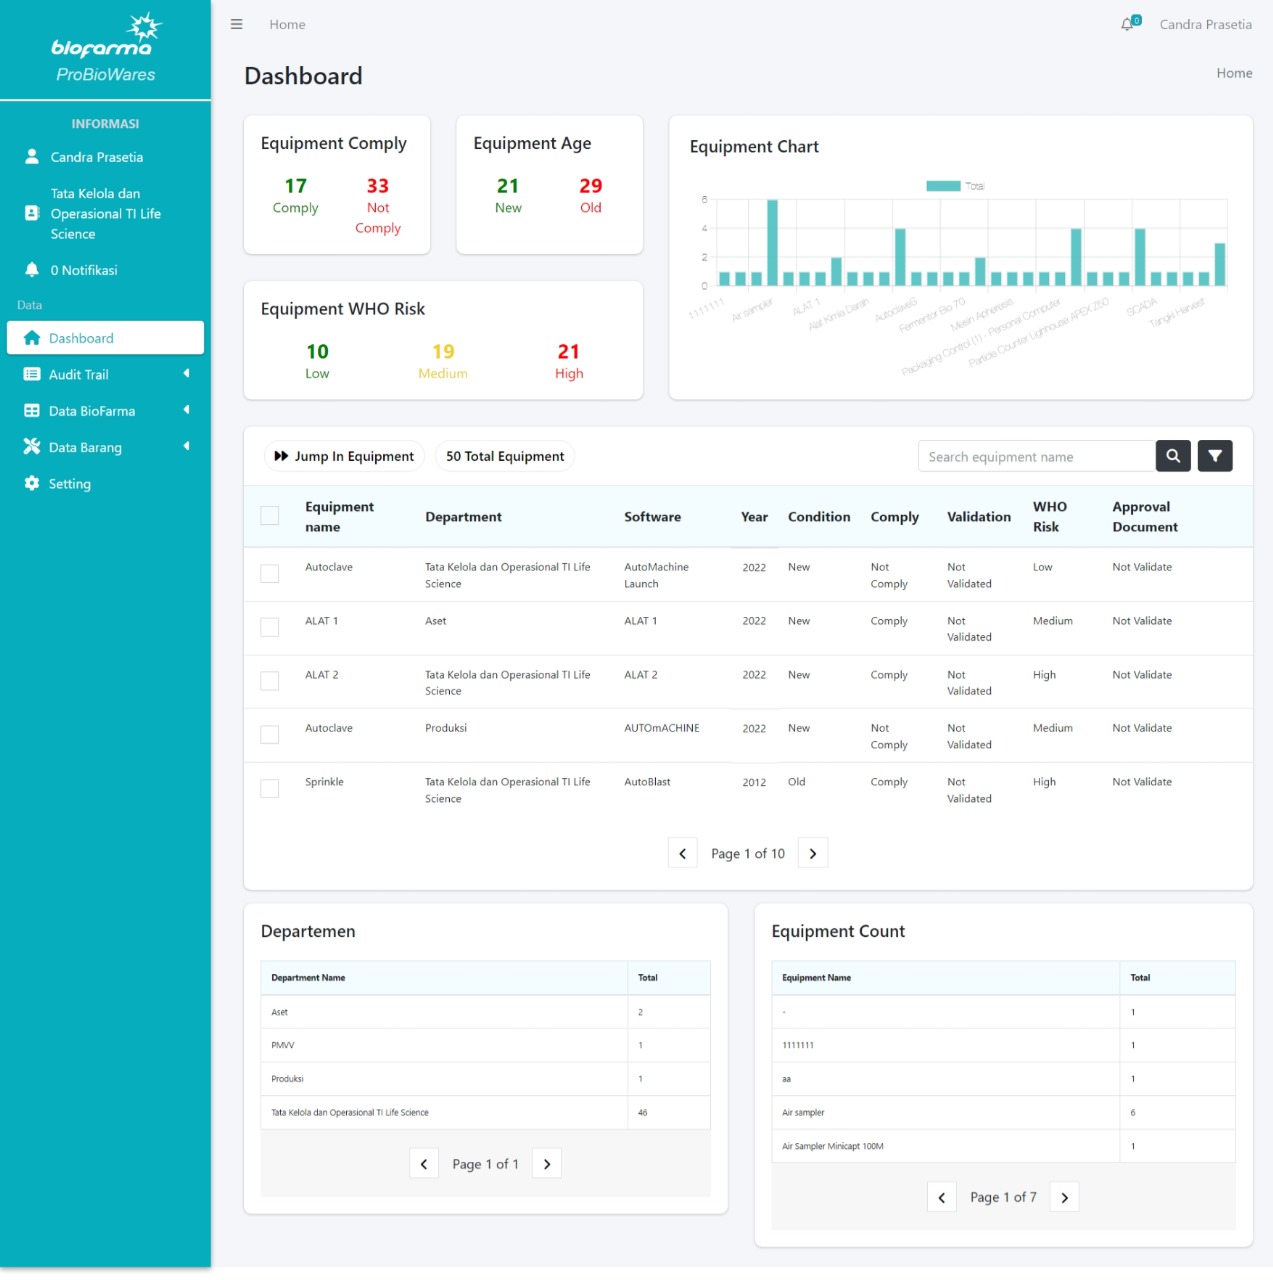 biofarma
ProBioWares
INFORMASI
Candra Prasetia
Tata Kelola dan
Operasional TI Life
Science
0 Notifikasi
Data
Dashboard
Audit Trail
Data BioFarma
Data Barang
Setting
Home
0
Candra Prasetia
Dashboard
Home
Equipment Comply
17 33
Comply Not
Comply
Equipment Age
21 29
New Old
Equipment WHO Risk
10 19 21
Low Medium High
Equipment Chart
Total
6
4
2
0
1111111
Air sampler
ALAT 1
Alat Kimia Darah
AutoclaveS
Fermentor Bio 70
Mesin Apheresis
Packaging Control (1) - Personal Computer
Particle Counter Lighhouse APEX Z50
SCADA
Tangki Harvest
Jump In Equipment
50 Total Equipment
Search equipment name
Equipment name Department Software Year Condition Comply Validation WHO Risk Approval Document
Autoclave Tata Kelola dan Operasional TI Life Science AutoMachine Launch 2022 New Not Comply Not Validated Low Not Validate
ALAT 1 Aset ALAT 1 2022 New Comply Not Validated Medium Not Validate
ALAT 2 Tata Kelola dan Operasional TI Life Science ALAT 2 2022 New Comply Not Validated High Not Validate
Autoclave Produksi AUTOmACHINE 2022 New Not Comply Not Validated Medium Not Validate
Sprinkle Tata Kelola dan Operasional TI Life Science AutoBlast 2012 Old Comply Not Validated High Not Validate
Page 1 of 10
Departemen
Department Name Total
Aset 2
PMVV 1
Produksi 1
Tata Kelola dan Operasional TI Life Science 46
Page 1 of 1
Equipment Count
Equipment Name Total
- 1
1111111 1
aa 1
Air sampler 6
Air Sampler Minicapt 100M 1
Page 1 of 7